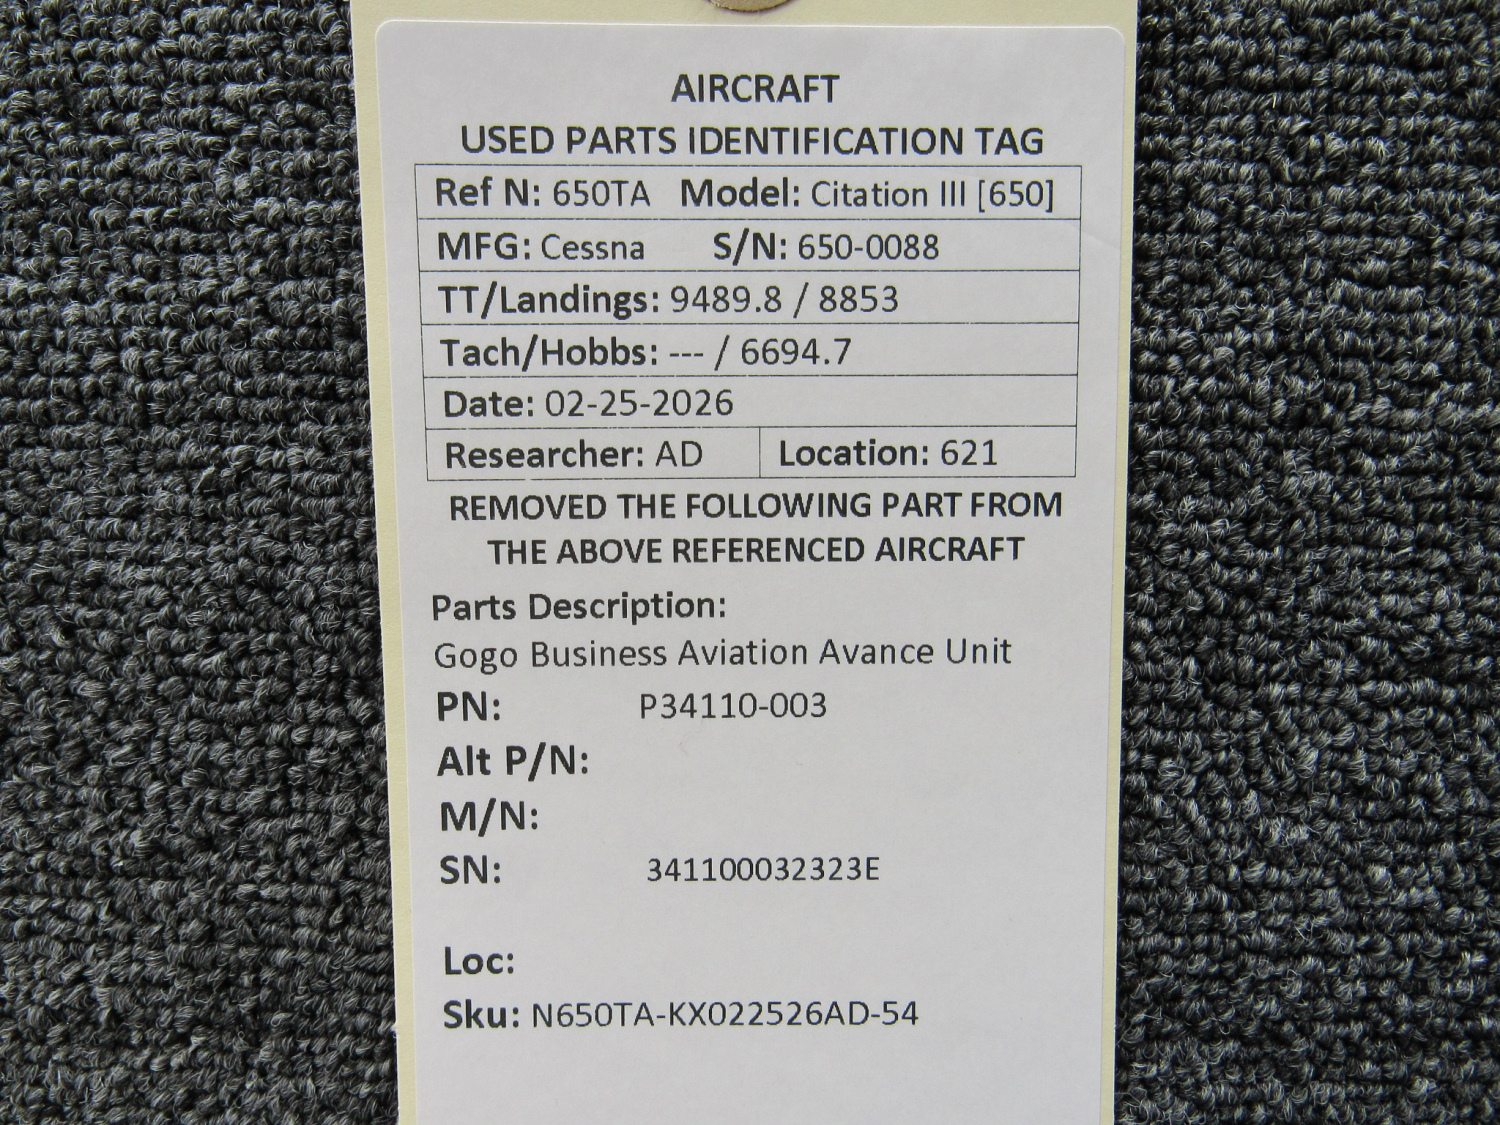 AIRCRAFT
USED PARTS IDENTIFICATION TAG
Ref N: 650TA Model: Citation III [650]
MFG: Cessna S/N: 650-0088
TT/Landings: 9489.8 / 8853
Tach/Hobbs: --- / 6694.7
Date: 02-25-2026
Researcher: AD Location: 621
REMOVED THE FOLLOWING PART FROM
THE ABOVE REFERENCED AIRCRAFT
Parts Description:
Gogo Business Aviation Avance Unit
PN: P34110-003
Alt P/N:
M/N:
SN: 341100032323E
Loc:
Sku: N650TA-KX022526AD-54